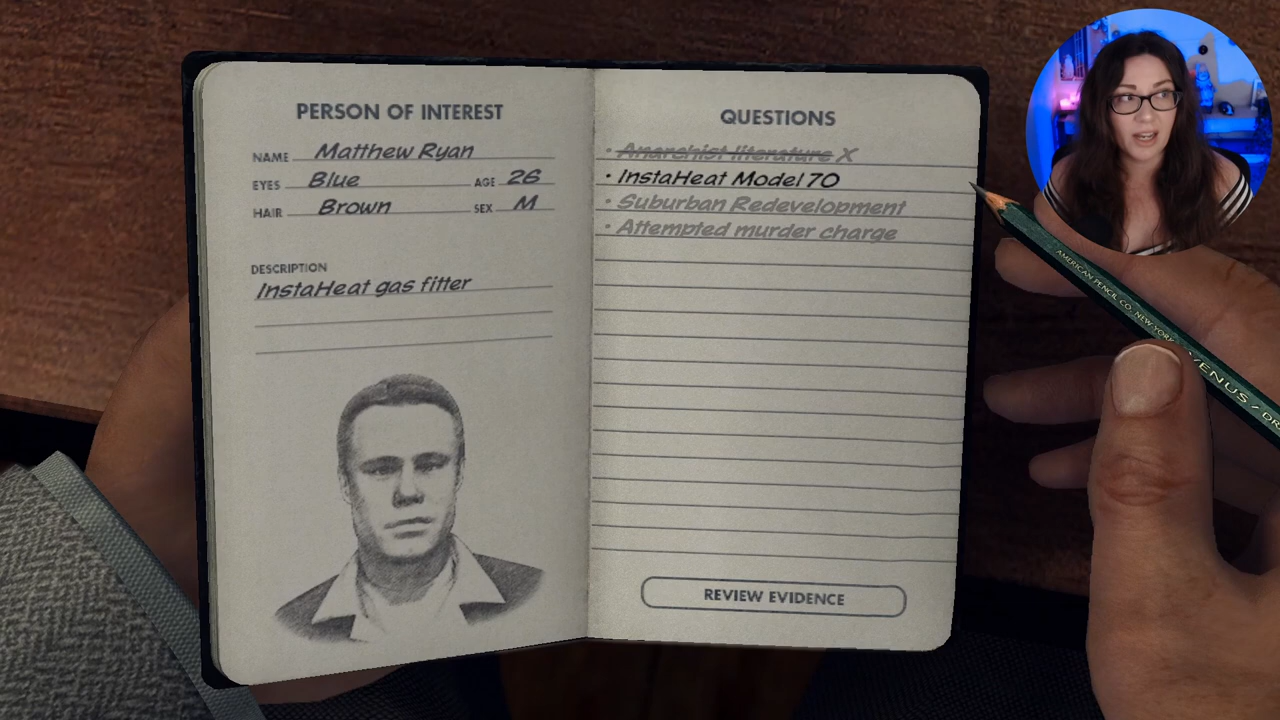 PERSON OF INTEREST
NAME Matthew Ryan
EYES Blue AGE 26
HAIR Brown SEX M
DESCRIPTION
InstaHeat gas fitter
QUESTIONS
• Anarchist literature X
• InstaHeat Model 70
• Suburban Redevelopment
• Attempted murder charge
REVIEW EVIDENCE
AMERICAN PENCIL CO. NEW YORK
VENUS / DR